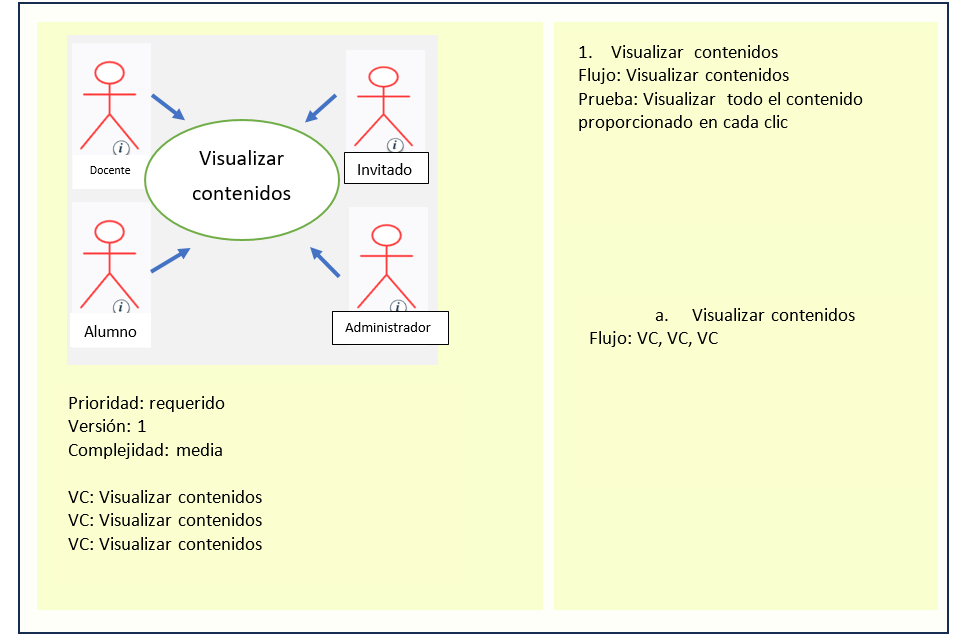 Visualizar
contenidos
Docente
Invitado
Alumno
Administrador
i
i
i
i
Prioridad: requerido
Versión: 1
Complejidad: media
VC: Visualizar contenidos
VC: Visualizar contenidos
VC: Visualizar contenidos
1. Visualizar contenidos
Flujo: Visualizar contenidos
Prueba: Visualizar todo el contenido
proporcionado en cada clic
a. Visualizar contenidos
Flujo: VC, VC, VC